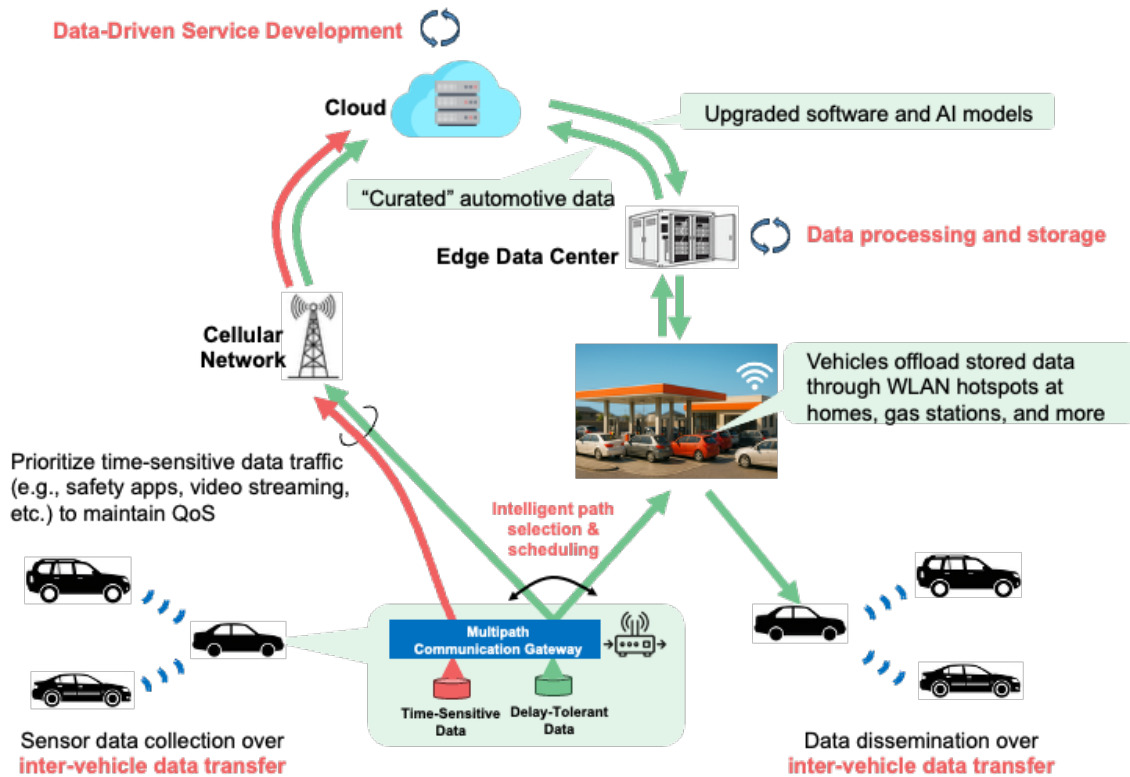 Data-Driven Service Development
Cloud
Upgraded software and AI models
“Curated” automotive data
Edge Data Center
Data processing and storage
Cellular
Network
Vehicles offload stored data
through WLAN hotspots at
homes, gas stations, and more
Prioritize time-sensitive data traffic
(e.g., safety apps, video streaming,
etc.) to maintain QoS
Intelligent path
selection &
scheduling
Multipath
Communication Gateway
Time-Sensitive
Data
Delay-Tolerant
Data
Sensor data collection over
inter-vehicle data transfer
Data dissemination over
inter-vehicle data transfer